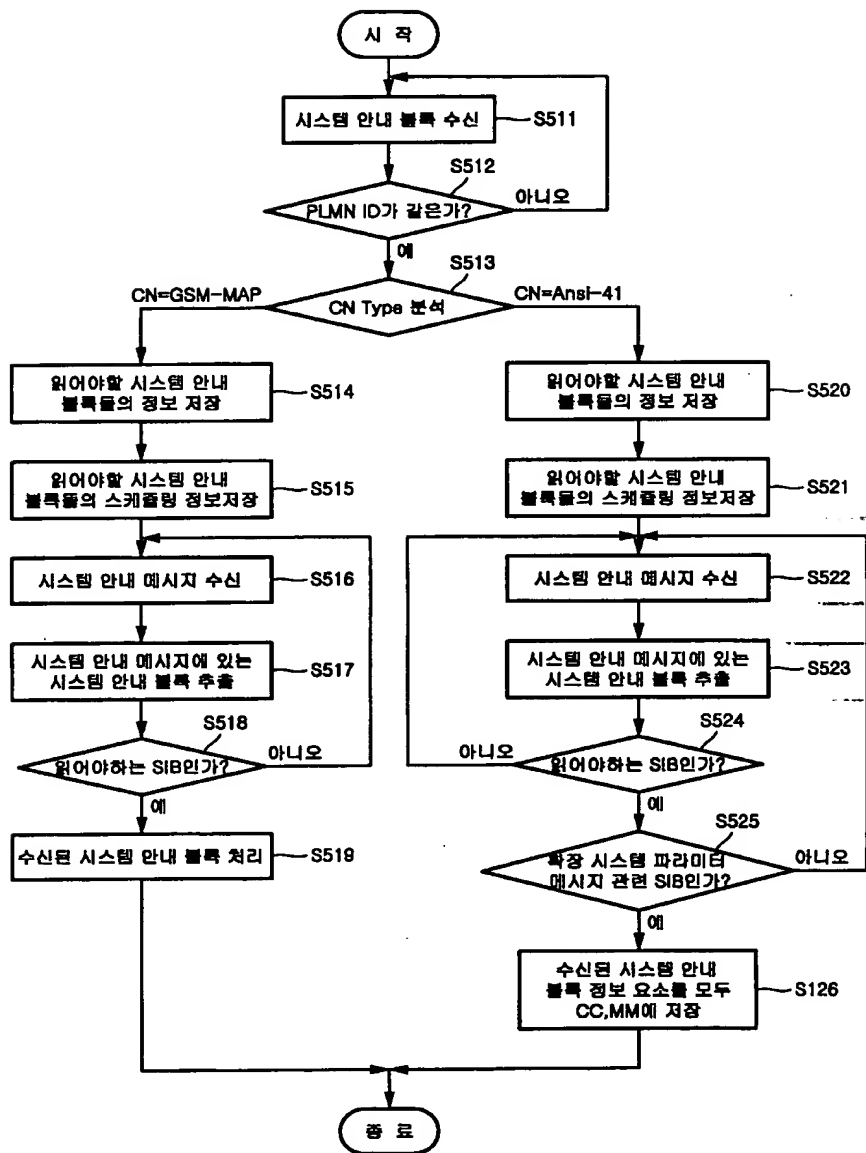 시 작
시스템 안내 블록 수신
S511
S512
PLMN ID가 같은가?
아니오
예
S513
CN=GSM-MAP
CN Type 분석
CN=Ansi-41
읽어야할 시스템 안내
블록들의 정보 저장
S514
읽어야할 시스템 안내
블록들의 정보 저장
S520
읽어야할 시스템 안내
블록들의 스케쥴링 정보저장
S515
읽어야할 시스템 안내
블록들의 스케쥴링 정보저장
S521
시스템 안내 메시지 수신
S516
시스템 안내 메시지 수신
S522
시스템 안내 메시지에 있는
시스템 안내 블록 추출
S517
시스템 안내 메시지에 있는
시스템 안내 블록 추출
S523
S518
읽어야하는 SIB인가?
아니오
예
S524
아니오
읽어야하는 SIB인가?
예
수신된 시스템 안내 블록 처리
S519
S525
확장 시스템 파라미터
메시지 관련 SIB인가?
아니오
예
수신된 시스템 안내
블록 정보 요소를 모두
CC,MM에 저장
S126
종 료